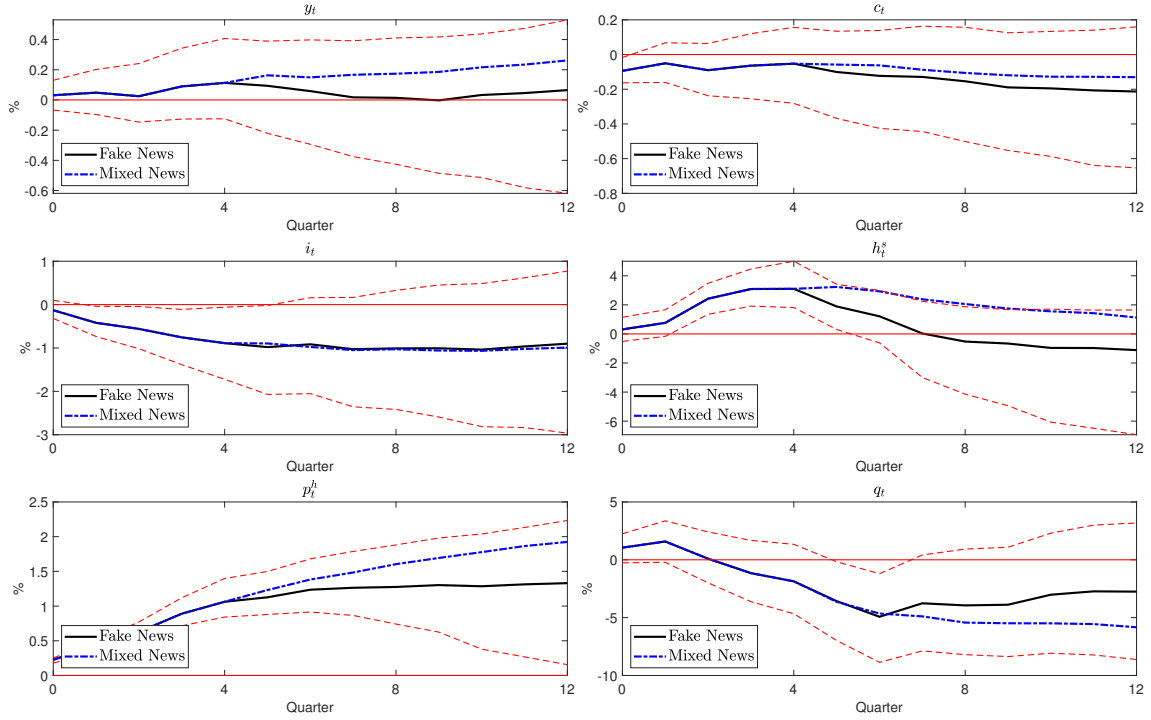 y_t
0.4
0.2
0
-0.2
-0.4
-0.6
%
Fake News
Mixed News
0
4
8
12
Quarter
c_t
0.2
0
-0.2
-0.4
-0.6
-0.8
%
Fake News
Mixed News
0
4
8
12
Quarter
i_t
1
0
-1
-2
-3
%
Fake News
Mixed News
0
4
8
12
Quarter
h_t^s
4
2
0
-2
-4
-6
%
Fake News
Mixed News
0
4
8
12
Quarter
p_t^h
2.5
2
1.5
1
0.5
0
%
Fake News
Mixed News
0
4
8
12
Quarter
q_t
5
0
-5
-10
%
Fake News
Mixed News
0
4
8
12
Quarter